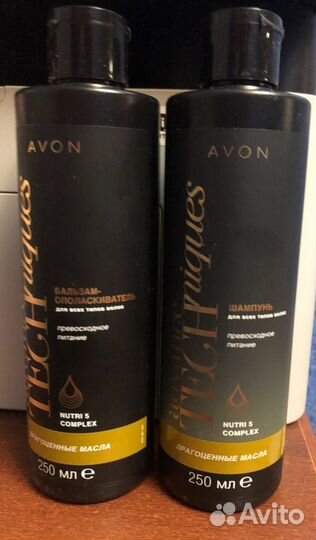 AVON
TECHniques
БАЛЬЗАМ-
ОПОЛАСКИВАТЕЛЬ
для всех типов волос
превосходное
питание
NUTRI 5
COMPLEX
ДРАГОЦЕННЫЕ МАСЛА
250 мл e
AVON
advance
TECHniques
ШАМПУНЬ
для всех типов волос
превосходное
питание
NUTRI 5
COMPLEX
ДРАГОЦЕННЫЕ МАСЛА
250 мл e
Avito